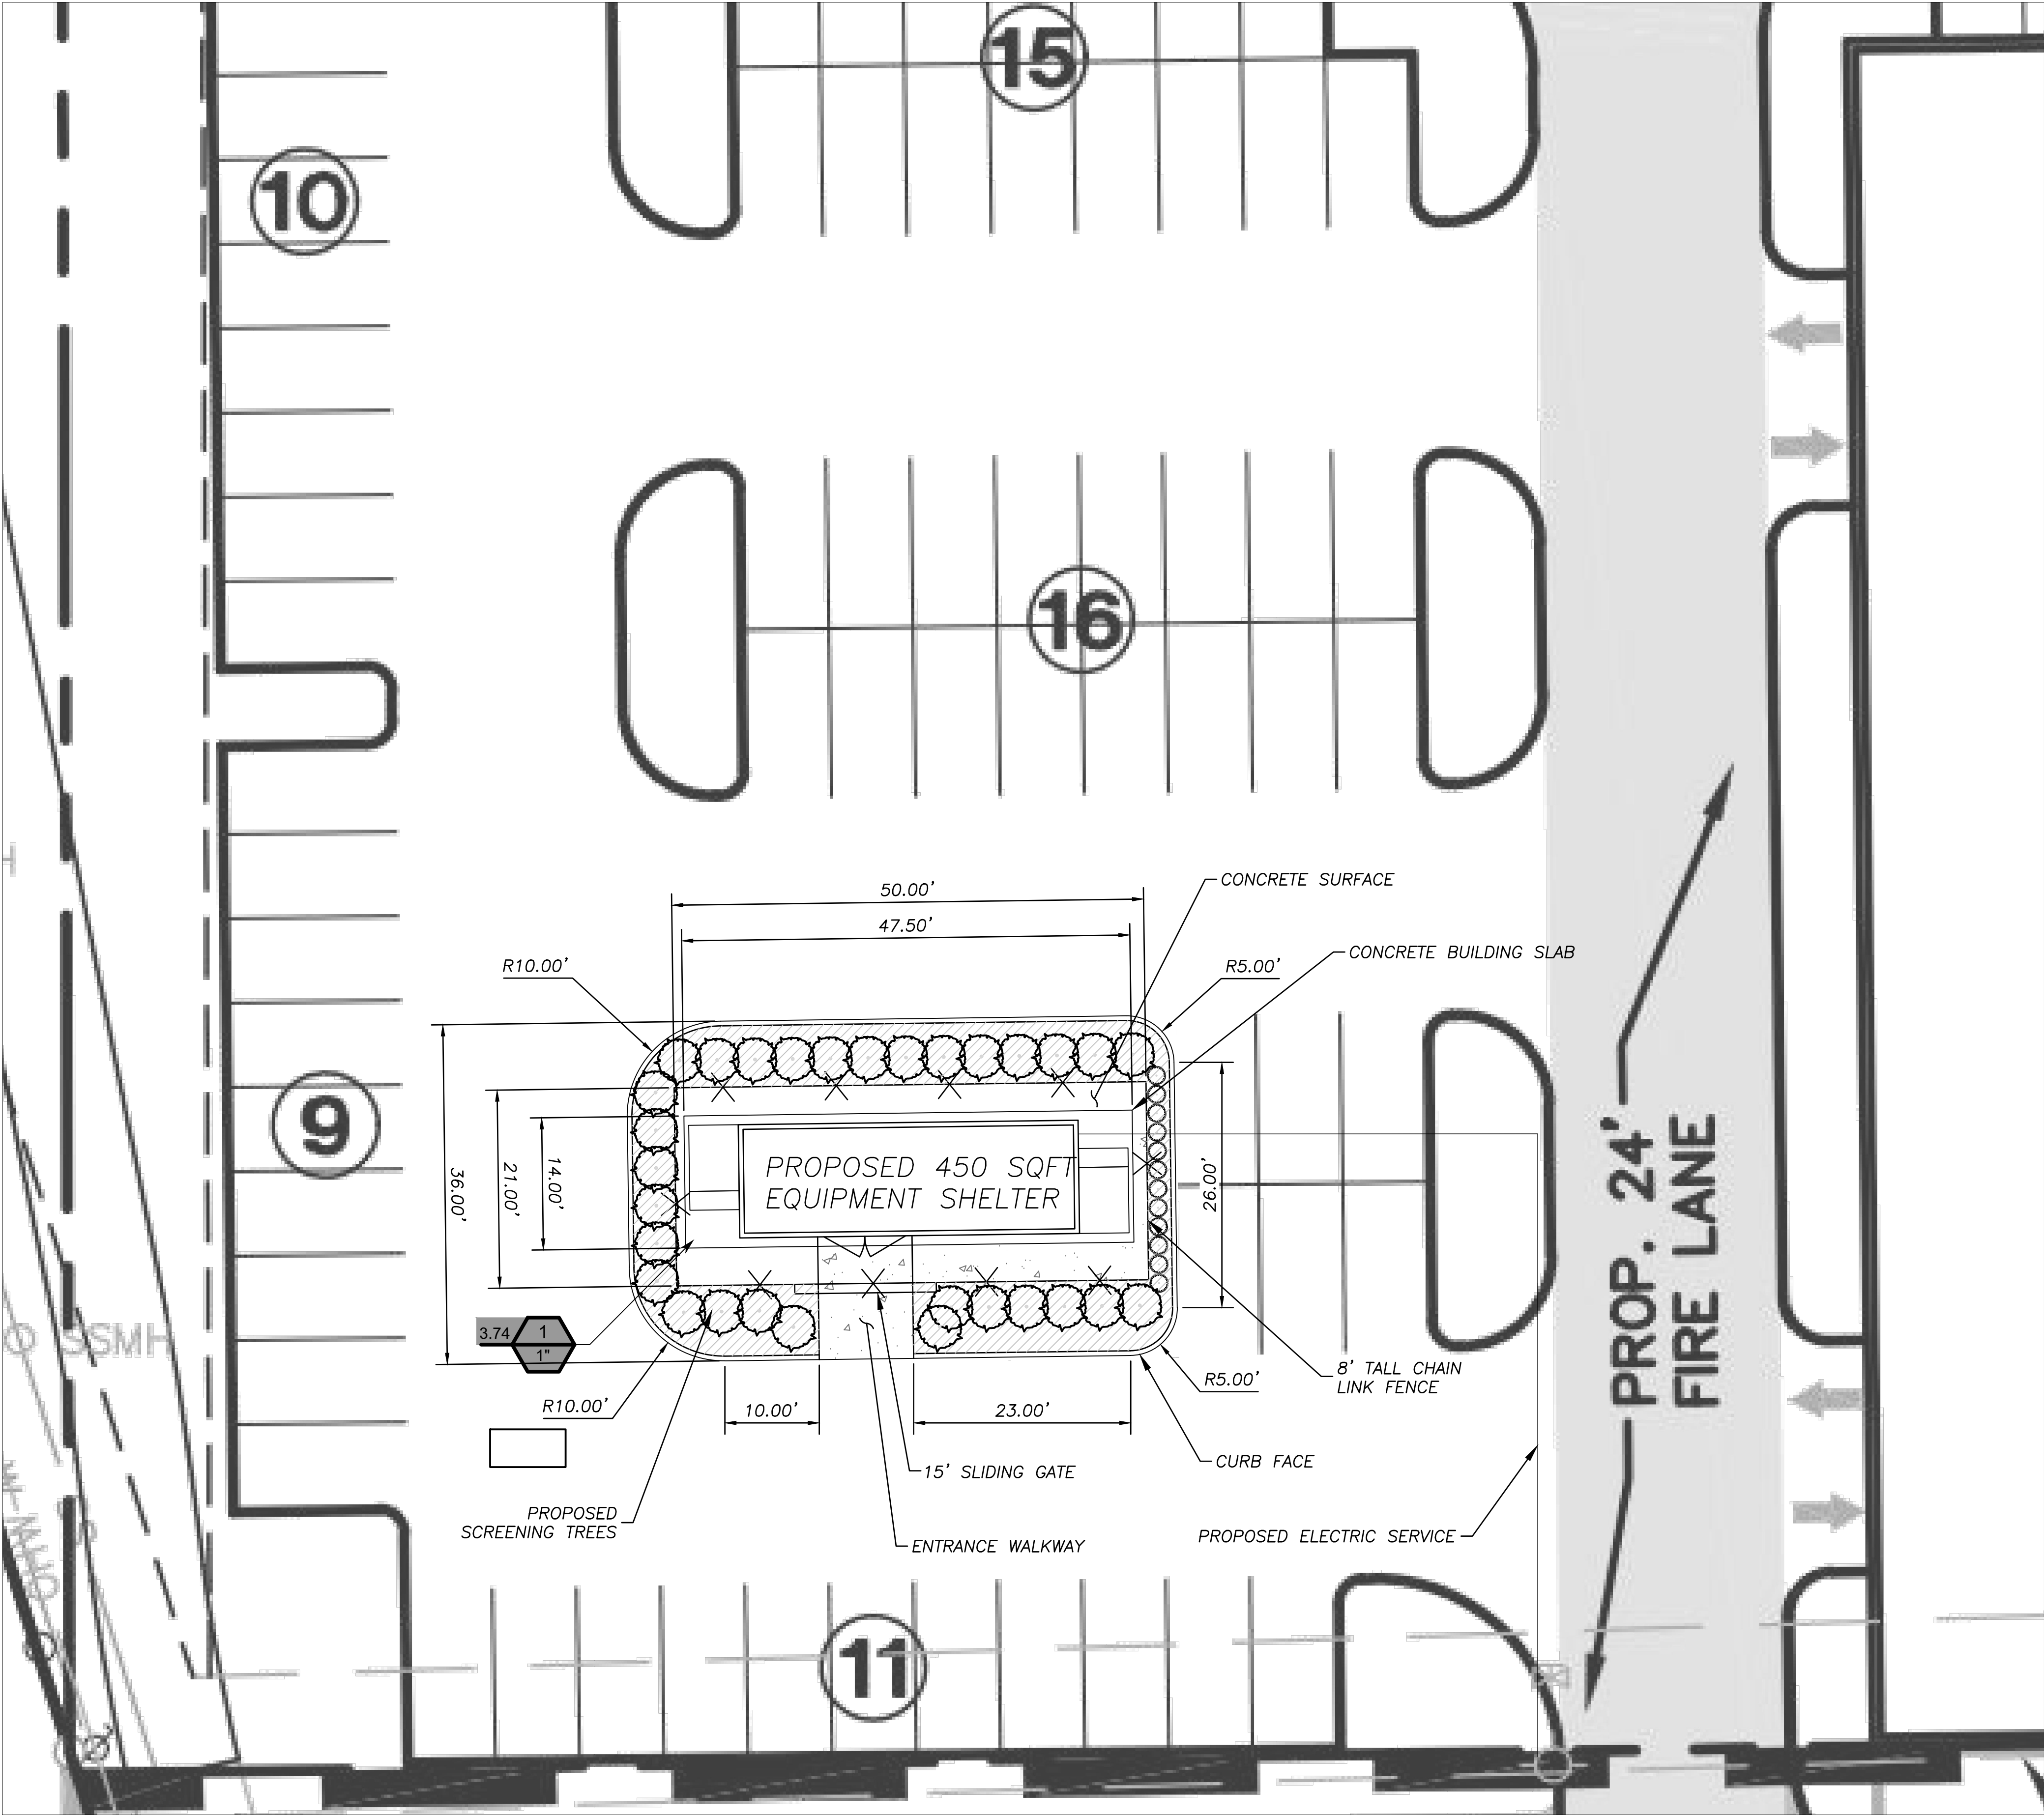 15
10
16
50.00'
CONCRETE SURFACE
47.50'
CONCRETE BUILDING SLAB
R10.00'
R5.00'
9
36.00'
21.00'
14.00'
PROPOSED 450 SQFT
EQUIPMENT SHELTER
26.00'
PROP. 24'
FIRE LANE
SSMH
3.74
1
1"
8' TALL CHAIN
LINK FENCE
R5.00'
R10.00'
10.00'
23.00'
CURB FACE
15' SLIDING GATE
PROPOSED
SCREENING TREES
PROPOSED ELECTRIC SERVICE
ENTRANCE WALKWAY
11